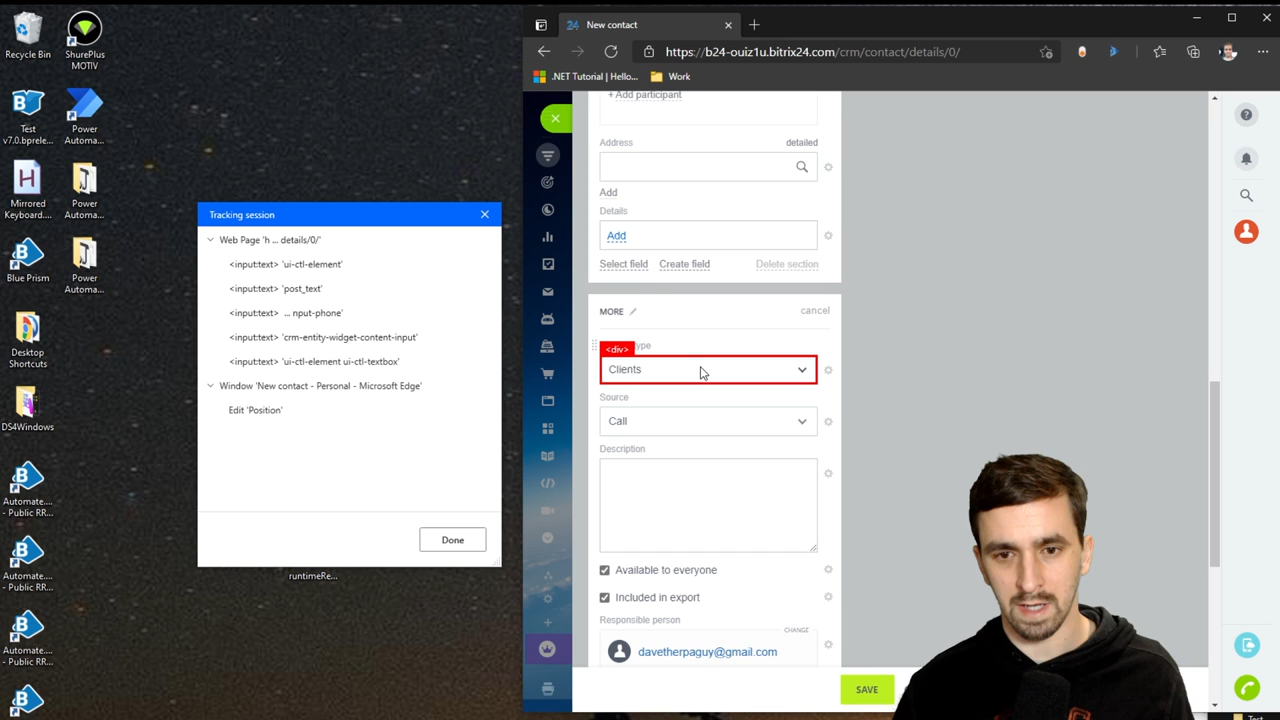 Recycle Bin
SharePlus
MOTIV
Test
v7.0.bprele...
Power
Automa...
Mirrored
Keyboard....
Power
Automa...
Blue Prism
Power
Automa...
Desktop
Shortcuts
DS4Windows
Automate...
- Public RR...
Automa...
- Public RR...
Automate...
- Public RR...
runtimeRe...
Tracking session
Web Page 'h ... details/0/'
<input:text> 'ui-ctl-element'
<input:text> 'post_text'
<input:text> ... nput-phone'
<input:text> 'crm-entity-widget-content-input'
<input:text> 'ui-ctl-element ui-ctl-textbox'
Window 'New contact - Personal - Microsoft Edge'
Edit 'Position'
Done
24 New contact
https://b24-ouiz1u.bitrix24.com/crm/contact/details/0/
.NET Tutorial | Hello...
Work
+ Add participant
Address
detailed
Add
Details
Add
Select field
Create field
Delete section
MORE
cancel
<div>
ype
Clients
Source
Call
Description
Available to everyone
Included in export
Responsible person
CHANGE
davetherpaguy@gmail.com
SAVE